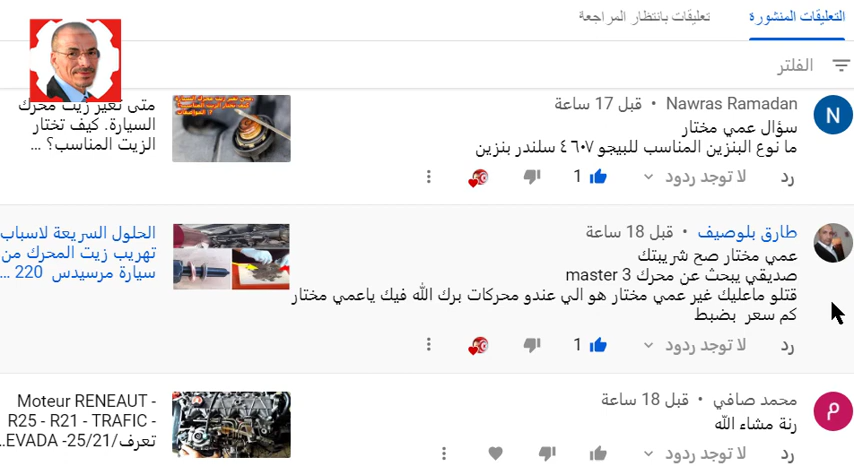 التعليقات المنشورة
تعليقات بانتظار المراجعة
الفلتر
Nawras Ramadan • قبل 17 ساعة
سؤال عمي مختار
ما نوع البنزين المناسب للبيجو ٤٦٠٧ سلندر بنزين
رد
لا توجد ردود
1
متى نغير زيت محرك
السيارة. كيف تختار
الزيت المناسب؟ ...
طارق بلوصيف • قبل 18 ساعة
عمي مختار صح شريبتك
صديقي يبحث عن محرك master 3
قتلو ماعليك غير عمي مختار هو الي عندو محركات برك الله فيك ياعمي مختار
كم سعر بضبط
رد
لا توجد ردود
1
الحلول السريعة لاسباب
تهريب زيت المحرك من
سيارة مرسيدس 220 ...
محمد صافي • قبل 18 ساعة
رنة مشاء الله
رد
لا توجد ردود
Moteur RENEAUT -
R25 - R21 - TRAFIC -
تعرف/EVADA -25/21...
N
م